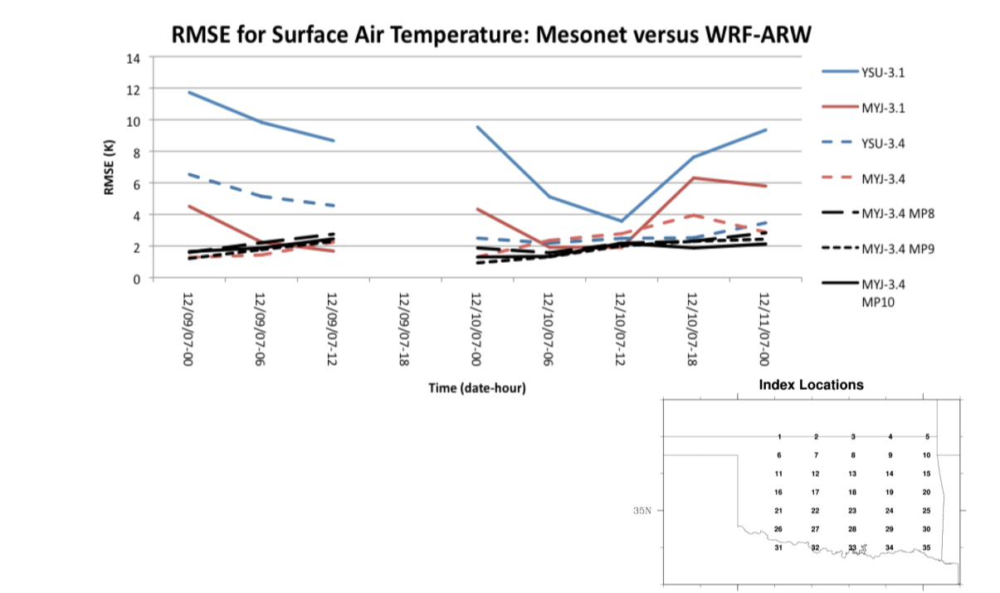 RMSE for Surface Air Temperature: Mesonet versus WRF-ARW
14
12
10
8
6
4
2
0
RMSE (K)
12/09/07-00
12/09/07-06
12/09/07-12
12/09/07-18
12/10/07-00
12/10/07-06
12/10/07-12
12/10/07-18
12/11/07-00
Time (date-hour)
YSU-3.1
MYJ-3.1
YSU-3.4
MYJ-3.4
MYJ-3.4 MP8
MYJ-3.4 MP9
MYJ-3.4
MP10
Index Locations
1 2 3 4 5
6 7 8 9 10
11 12 13 14 15
16 17 18 19 20
35N 21 22 23 24 25
26 27 28 29 30
31 32 33 34 35